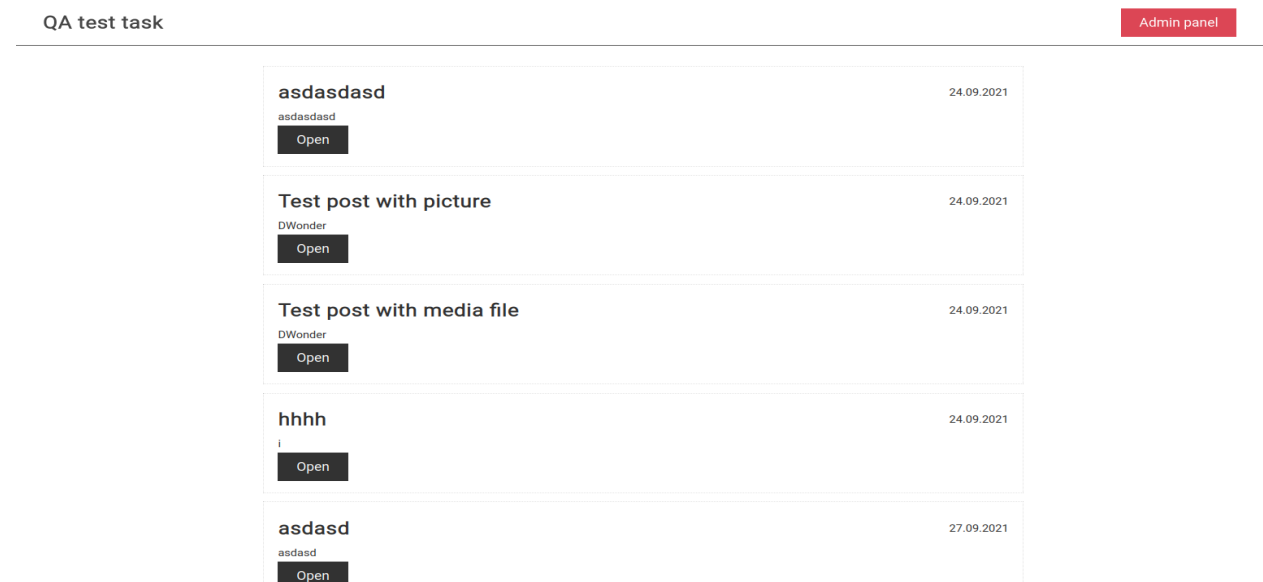 QA test task
Admin panel
asdasdasd
24.09.2021
asdasdasd
Open
Test post with picture
24.09.2021
DWonder
Open
Test post with media file
24.09.2021
DWonder
Open
hhhh
24.09.2021
i
Open
asdasd
27.09.2021
asdasd
Open